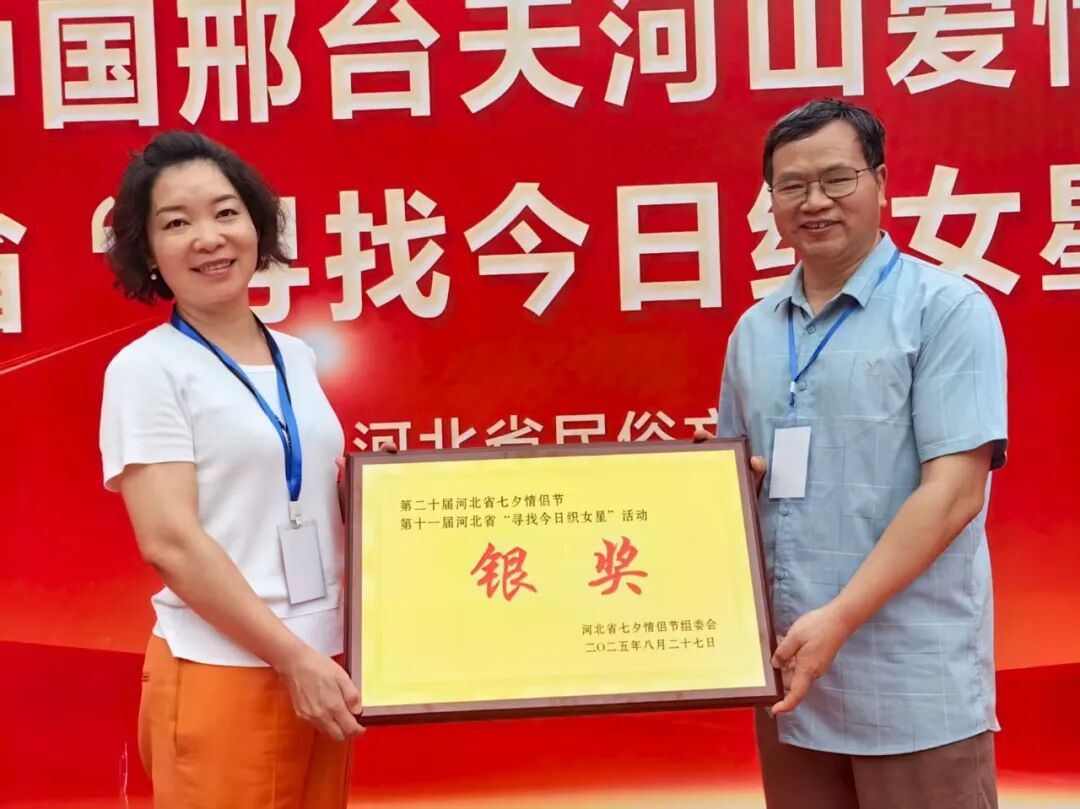 中国邢台天河山爱情
省“寻找今日织女星
河北省民俗文
第二十届河北省七夕情侣节
第十一届河北省“寻找今日织女星”活动
银奖
河北省七夕情侣节组委会
二〇二五年八月二十七日